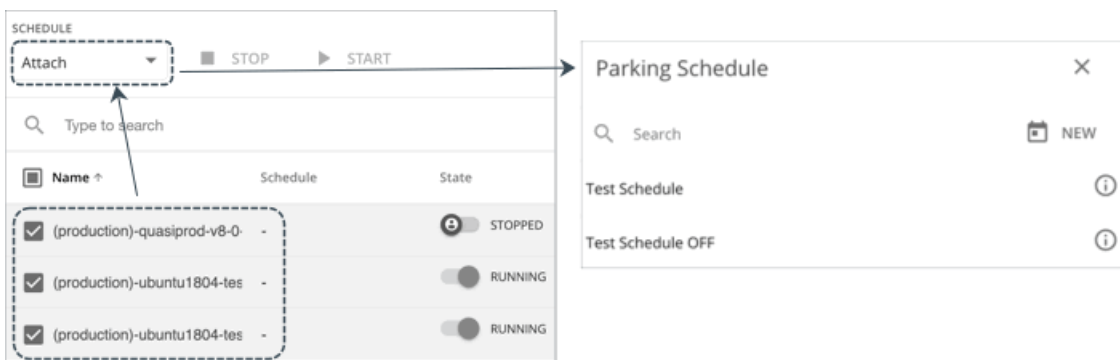 SCHEDULE
Attach
STOP
START
Type to search
Name ↑
Schedule
State
(production)-quasiprod-v8-0-
-
STOPPED
(production)-ubuntu1804-tes
-
RUNNING
(production)-ubuntu1804-tes
-
RUNNING
Parking Schedule
Search
NEW
Test Schedule
Test Schedule OFF